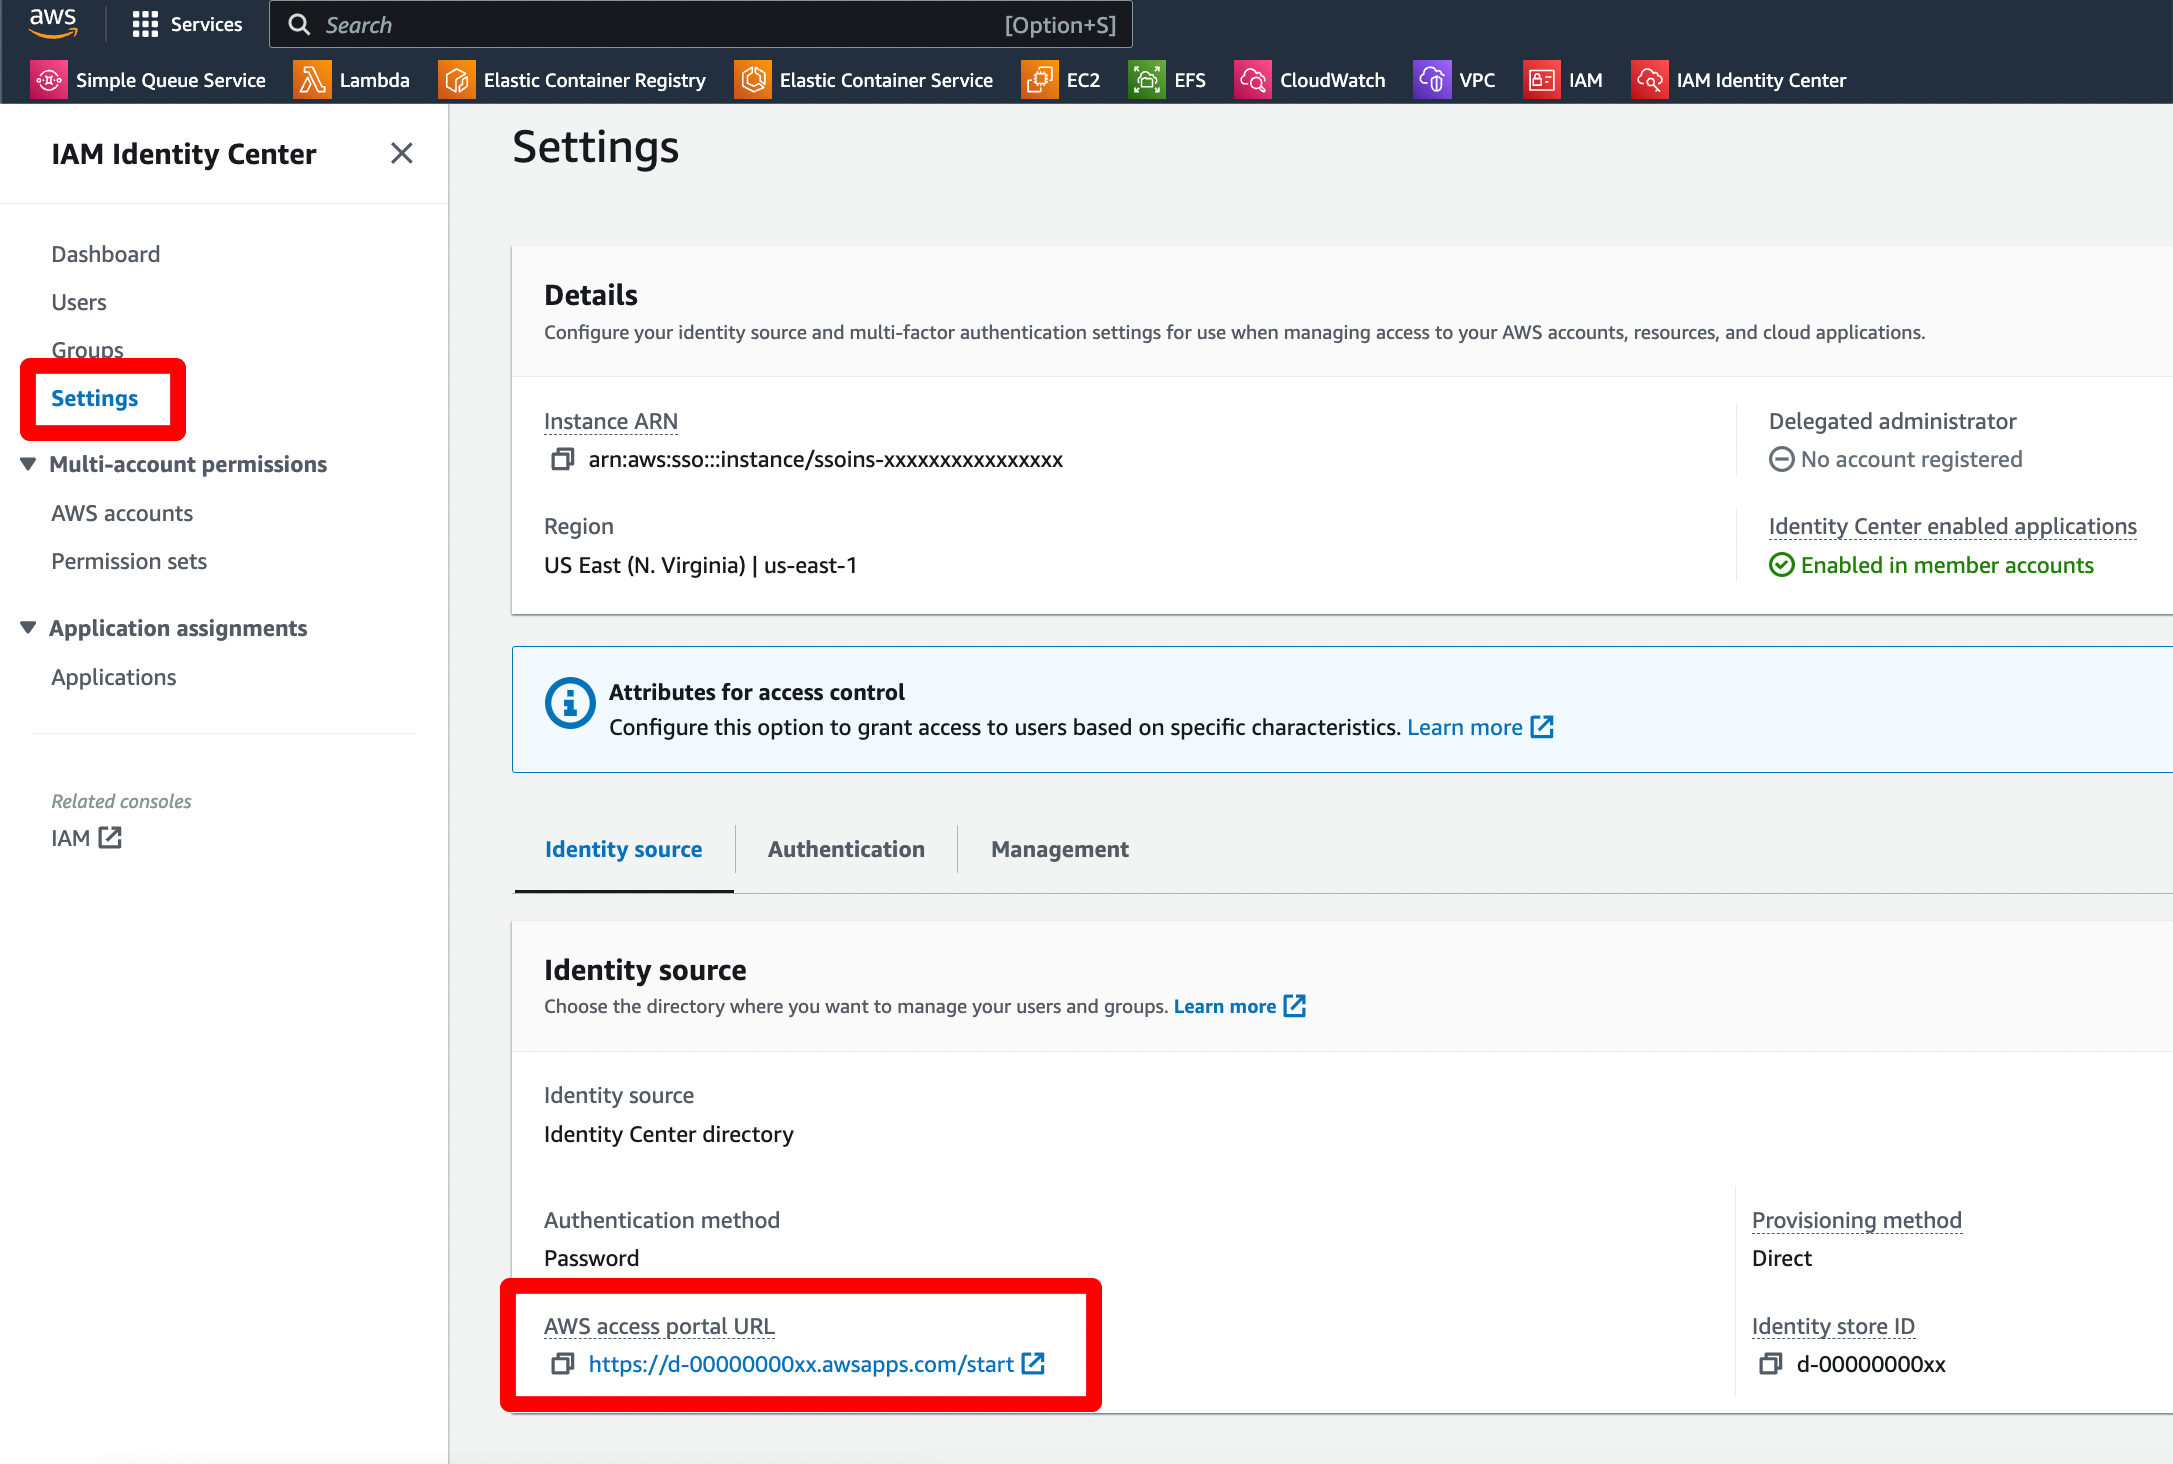 aws
Services
Search
[Option+S]
Simple Queue Service
Lambda
Elastic Container Registry
Elastic Container Service
EC2
EFS
CloudWatch
VPC
IAM
IAM Identity Center
IAM Identity Center
Dashboard
Users
Groups
Settings
Multi-account permissions
AWS accounts
Permission sets
Application assignments
Applications
Related consoles
IAM
Settings
Details
Configure your identity source and multi-factor authentication settings for use when managing access to your AWS accounts, resources, and cloud applications.
Instance ARN
arn:aws:sso:::instance/ssoins-xxxxxxxxxxxxxxxx
Delegated administrator
No account registered
Region
US East (N. Virginia) | us-east-1
Identity Center enabled applications
Enabled in member accounts
Attributes for access control
Configure this option to grant access to users based on specific characteristics. Learn more
Identity source
Authentication
Management
Identity source
Choose the directory where you want to manage your users and groups. Learn more
Identity source
Identity Center directory
Authentication method
Password
Provisioning method
Direct
AWS access portal URL
https://d-00000000xx.awsapps.com/start
Identity store ID
d-00000000xx